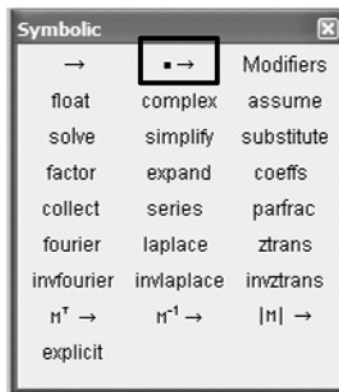 Symbolic
→ ▪ → Modifiers
float complex assume
solve simplify substitute
factor expand coeffs
collect series parfrac
fourier laplace ztrans
invfourier invlaplace invztrans
Mᵀ → M⁻¹ → |M| →
explicit